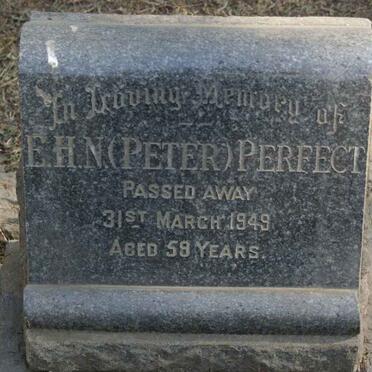 In Loving Memory of
E.H.N. (PETER) PERFECT
PASSED AWAY
31ST MARCH 1949
AGED 58 YEARS.